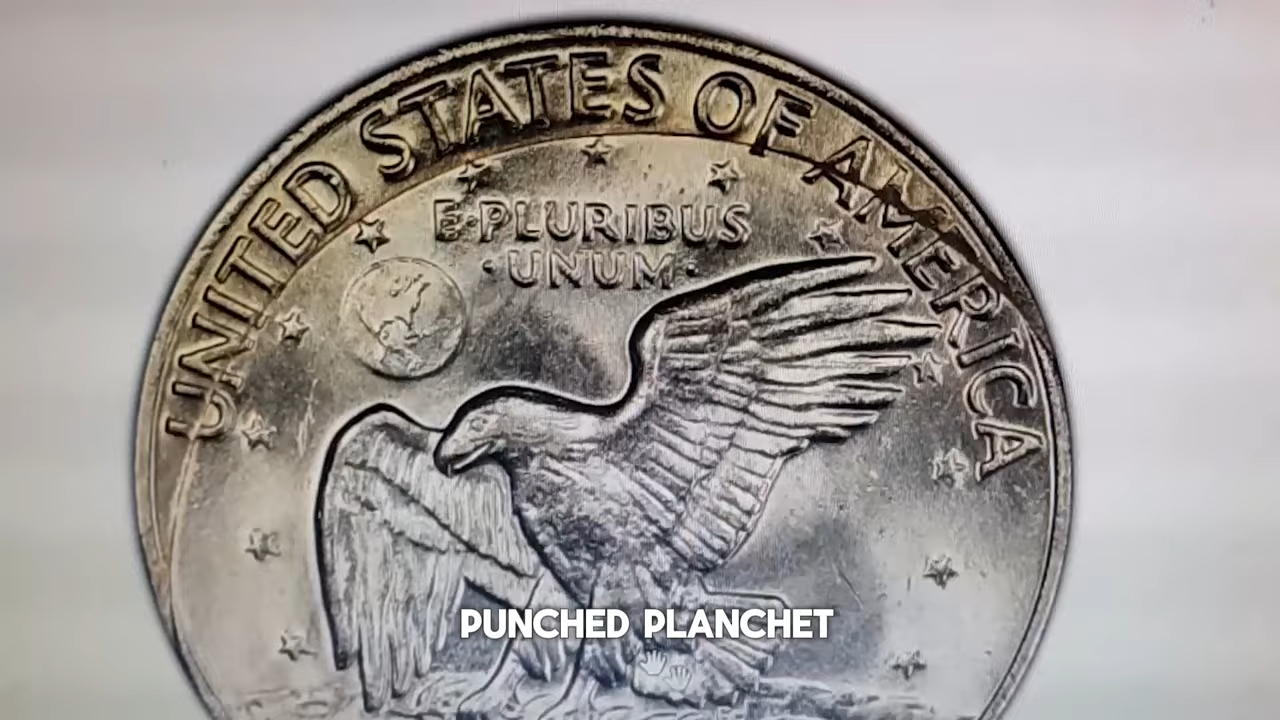 UNITED STATES OF AMERICA
E·PLURIBUS
·UNUM·
PUNCHED PLANCHET